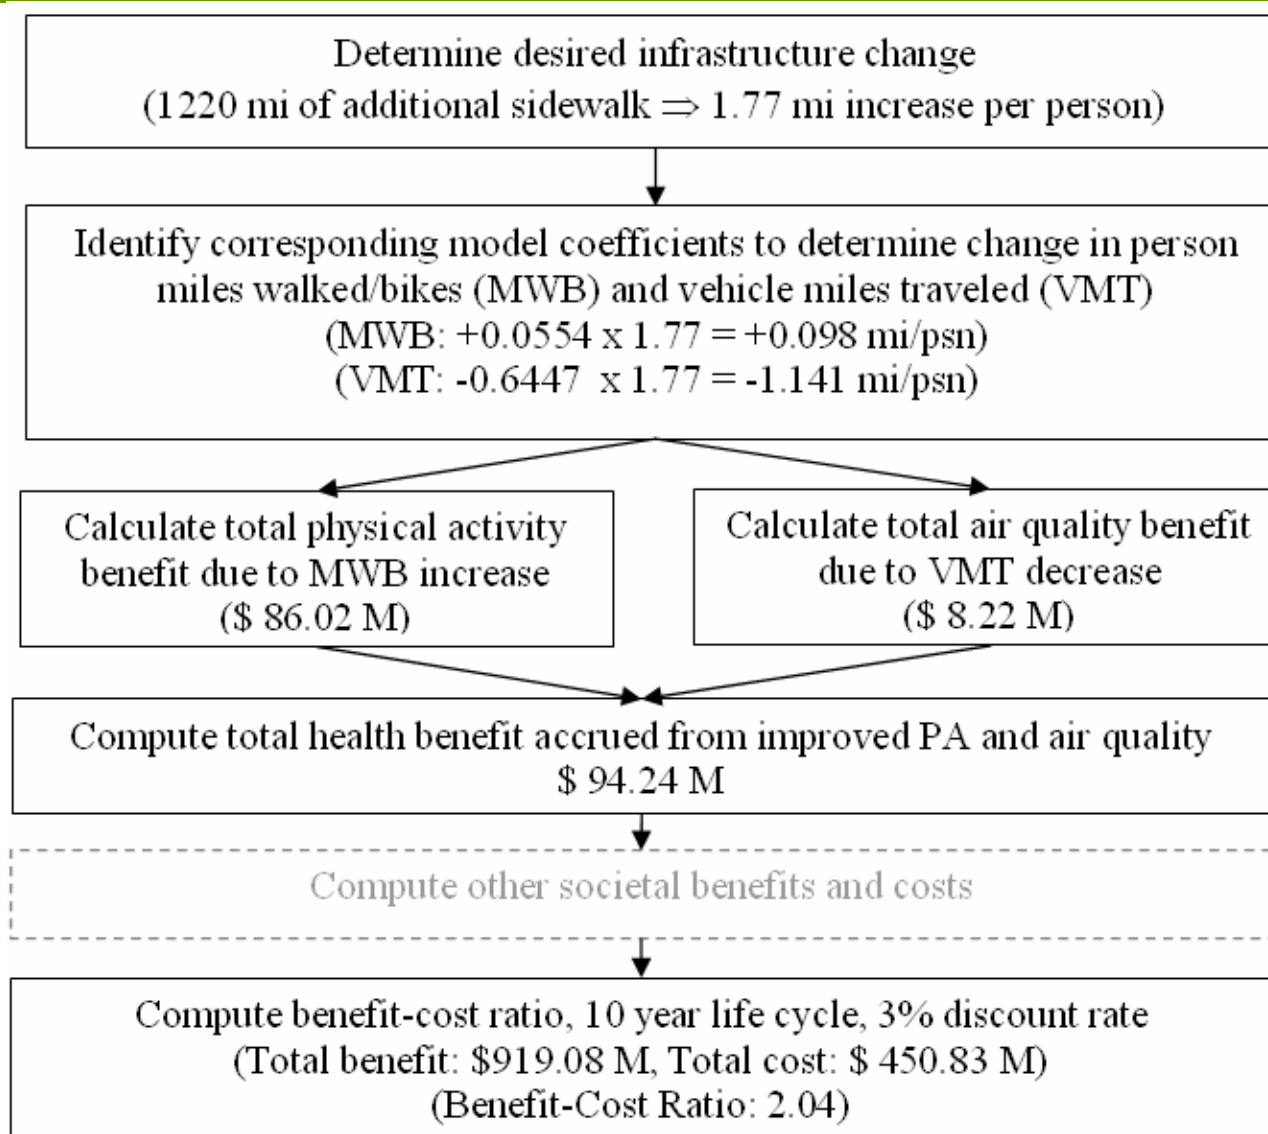 Determine desired infrastructure change
(1220 mi of additional sidewalk ⇒ 1.77 mi increase per person)
Identify corresponding model coefficients to determine change in person
miles walked/bikes (MWB) and vehicle miles traveled (VMT)
(MWB: +0.0554 x 1.77 = +0.098 mi/psn)
(VMT: -0.6447 x 1.77 = -1.141 mi/psn)
Calculate total physical activity
benefit due to MWB increase
($ 86.02 M)
Calculate total air quality benefit
due to VMT decrease
($ 8.22 M)
Compute total health benefit accrued from improved PA and air quality
$ 94.24 M
Compute other societal benefits and costs
Compute benefit-cost ratio, 10 year life cycle, 3% discount rate
(Total benefit: $919.08 M, Total cost: $ 450.83 M)
(Benefit-Cost Ratio: 2.04)